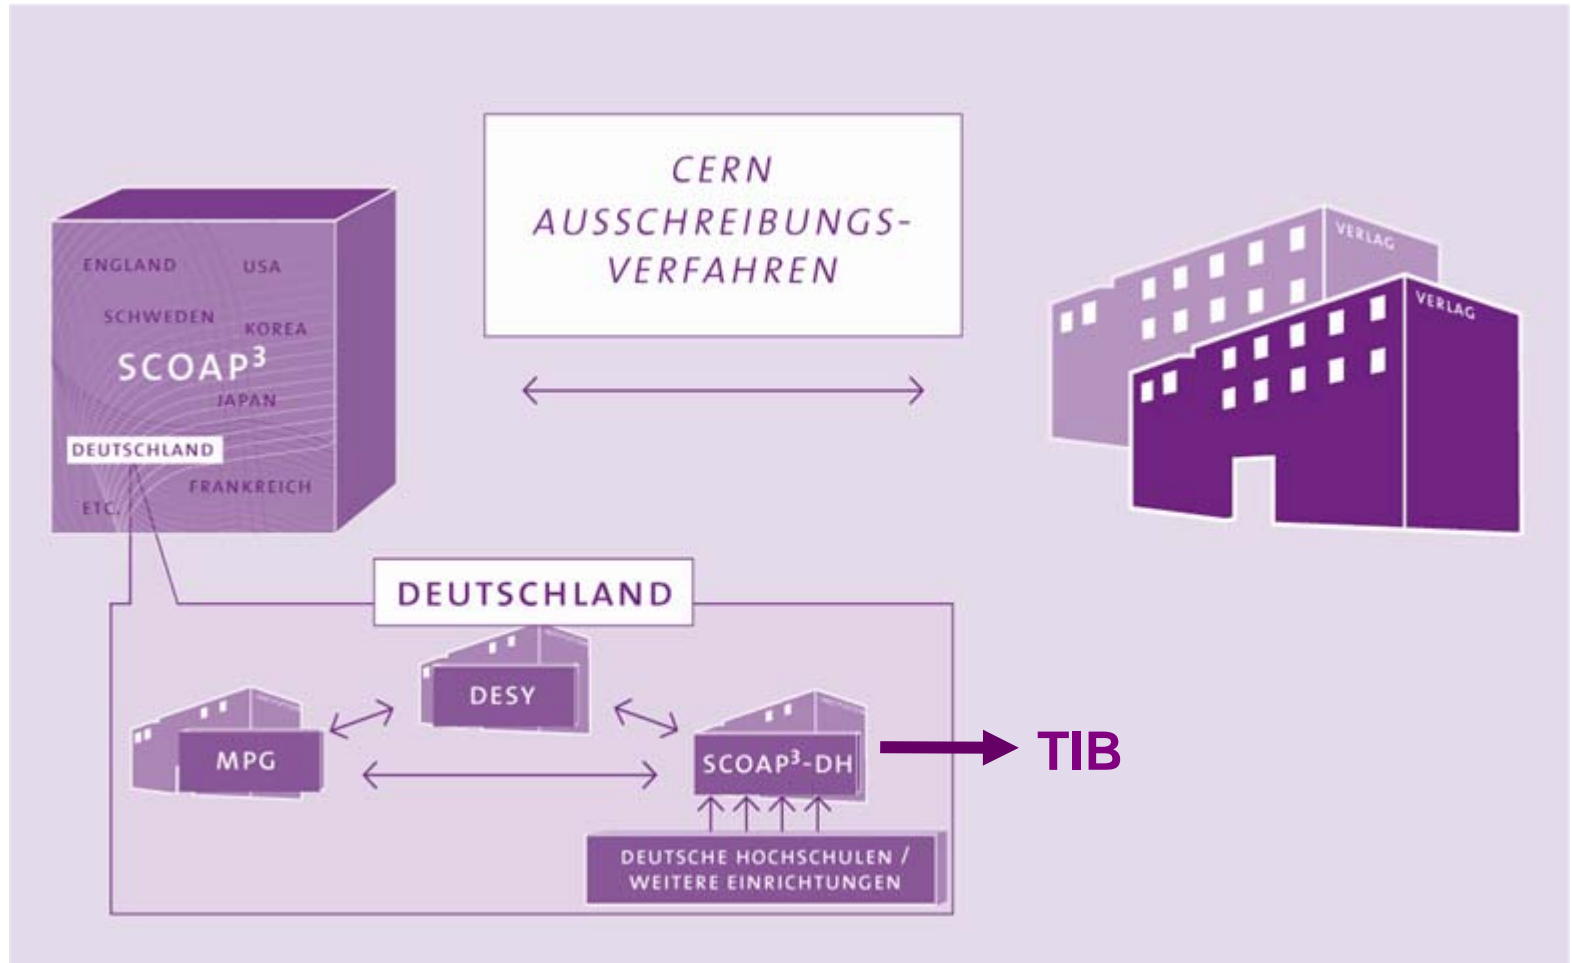 CERN
AUSSCHREIBUNGS-
VERFAHREN
ENGLAND
USA
SCHWEDEN
KOREA
SCOAP³
JAPAN
DEUTSCHLAND
FRANKREICH
ETC.
VERLAG
VERLAG
DEUTSCHLAND
DESY
MPG
SCOAP³-DH
TIB
DEUTSCHE HOCHSCHULEN /
WEITERE EINRICHTUNGEN